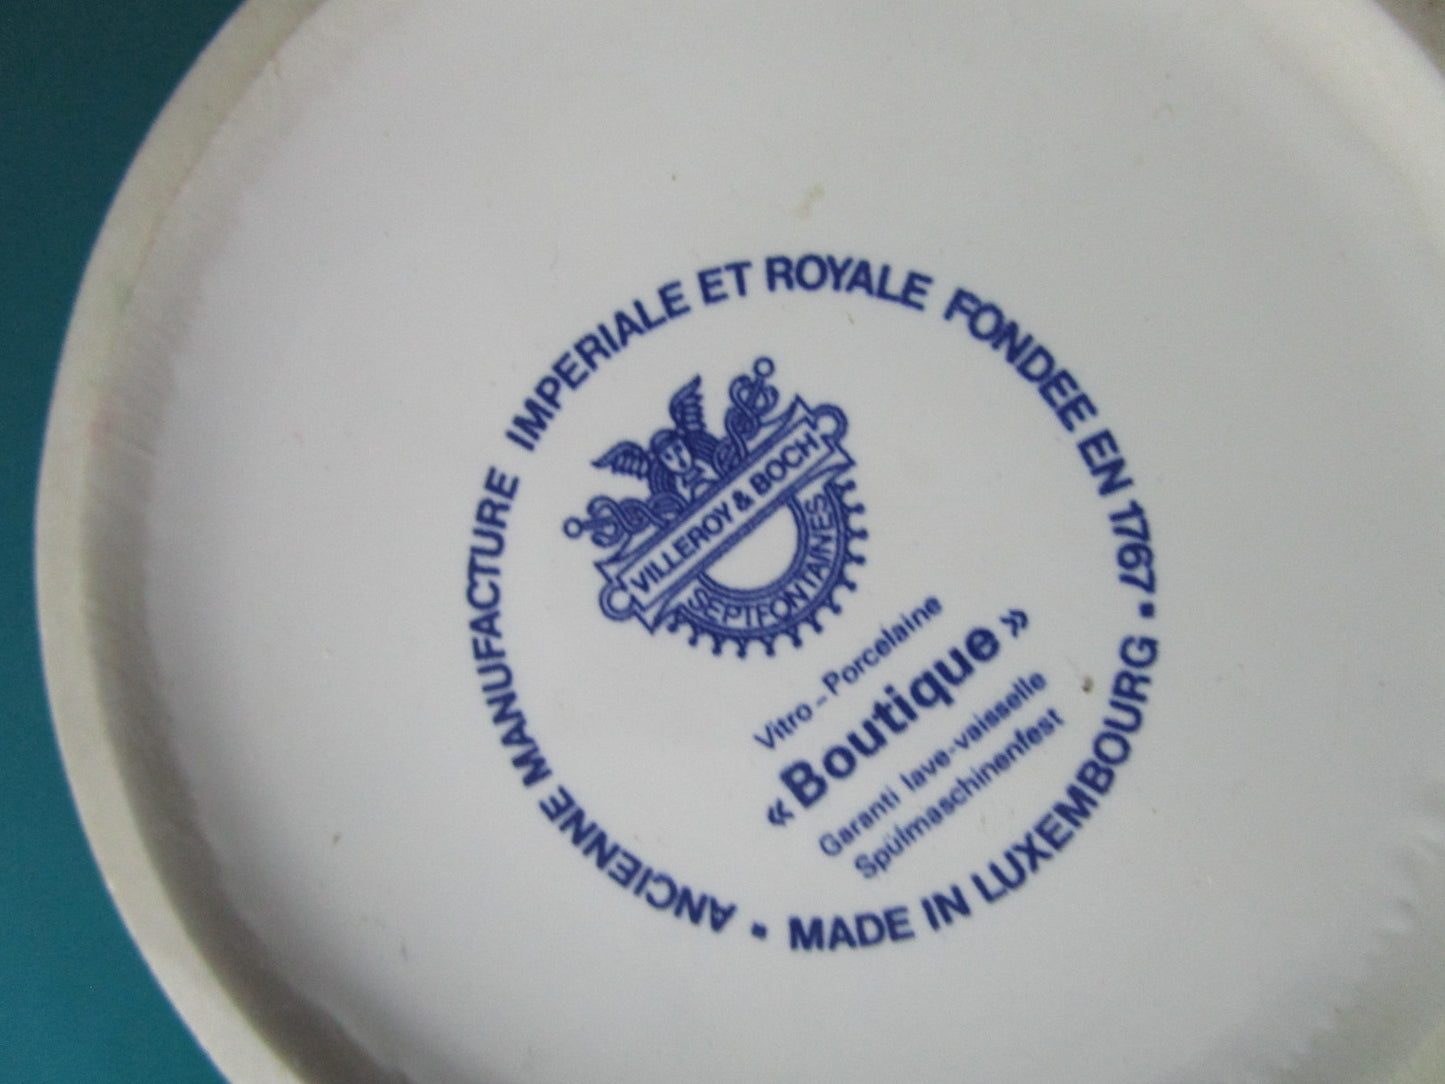 ANCIENNE MANUFACTURE IMPERIALE ET ROYALE FONDEE EN 1767 ▪ MADE IN LUXEMBOURG ▪
VILLEROY & BOCH
SEPTFONTAINES
Vitro-Porcelaine
«Boutique»
Garanti lave-vaisselle
Spülmaschinenfest